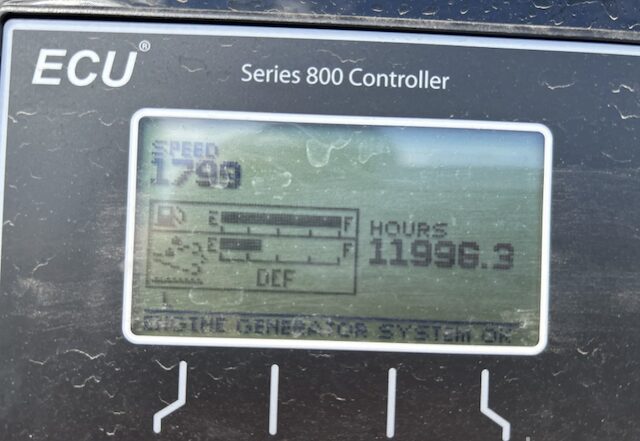 ECU®
Series 800 Controller
SPEED
1799
E F
HOURS
E F
11996.3
DEF
ENGINE GENERATOR SYSTEM OK